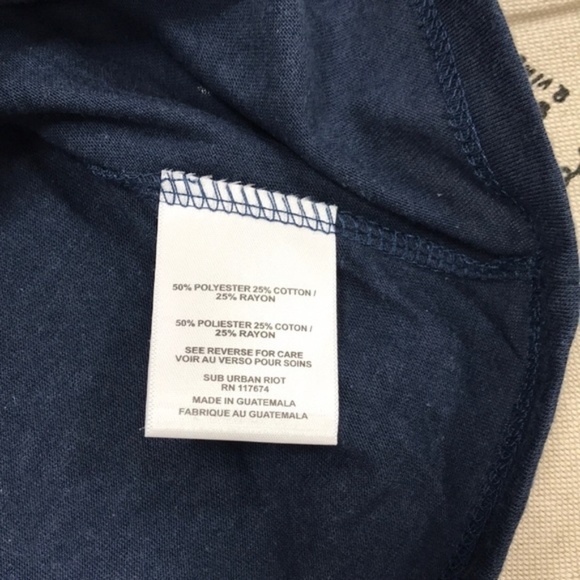 50% POLYESTER 25% COTTON /
25% RAYON
50% POLIESTER 25% COTON /
25% RAYON
SEE REVERSE FOR CARE
VOIR AU VERSO POUR SOINS
SUB URBAN RIOT
RN 117674
MADE IN GUATEMALA
FABRIQUE AU GUATEMALA